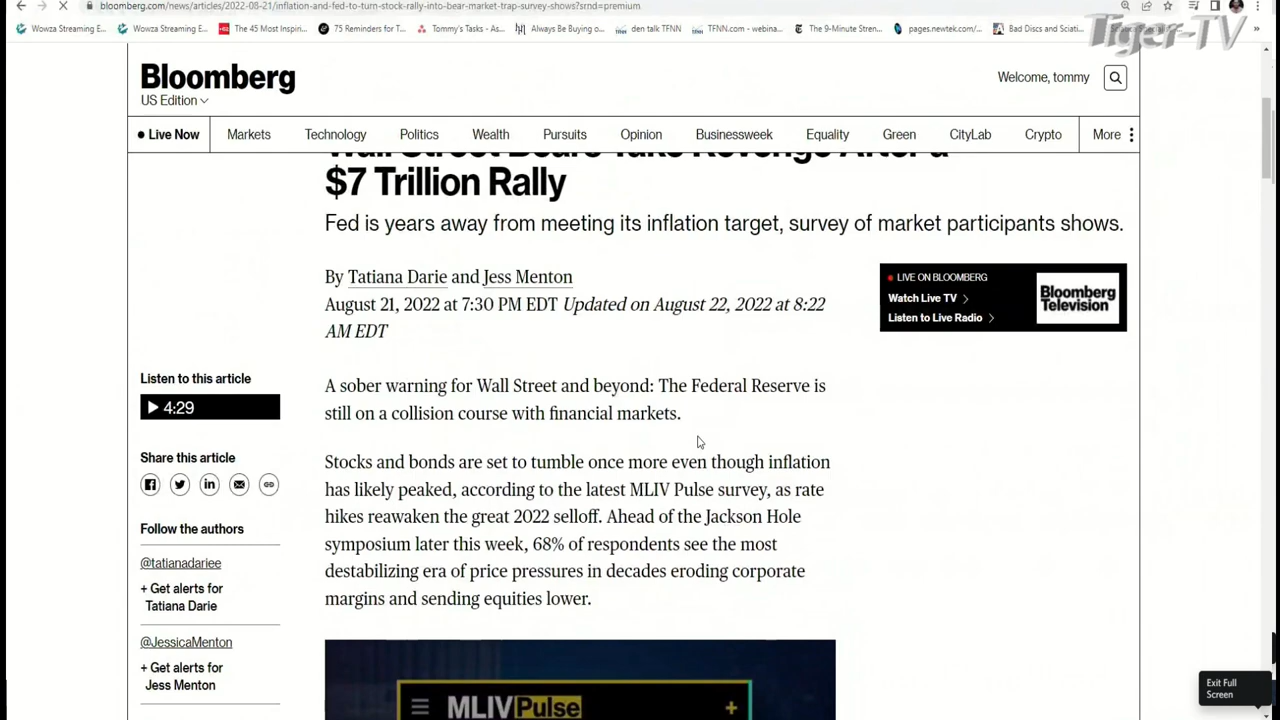 bloomberg.com/news/articles/2022-08-21/inflation-and-fed-to-turn-stock-rally-into-bear-market-trap-survey-shows?srnd=premium
Wowza Streaming E... Wowza Streaming E... The 45 Most Inspiri... 75 Reminders for T... Tommy's Tasks - As... Always Be Buying o... den talk TFNN TFNN.com - webina... The 9-Minute Stren... pages.newtek.com/... Bad Discs and Sciati... »
Tiger-TV
Bloomberg
US Edition
Welcome, tommy
Live Now Markets Technology Politics Wealth Pursuits Opinion Businessweek Equality Green CityLab Crypto More
Wall Street Bears Take Revenge After a
$7 Trillion Rally
Fed is years away from meeting its inflation target, survey of market participants shows.
By Tatiana Darie and Jess Menton
August 21, 2022 at 7:30 PM EDT Updated on August 22, 2022 at 8:22
AM EDT
LIVE ON BLOOMBERG
Watch Live TV
Listen to Live Radio
Bloomberg
Television
Listen to this article
4:29
Share this article
Follow the authors
@tatianadariee
+ Get alerts for
Tatiana Darie
@JessicaMenton
+ Get alerts for
Jess Menton
A sober warning for Wall Street and beyond: The Federal Reserve is
still on a collision course with financial markets.
Stocks and bonds are set to tumble once more even though inflation
has likely peaked, according to the latest MLIV Pulse survey, as rate
hikes reawaken the great 2022 selloff. Ahead of the Jackson Hole
symposium later this week, 68% of respondents see the most
destabilizing era of price pressures in decades eroding corporate
margins and sending equities lower.
MLIV Pulse +
Exit Full
Screen